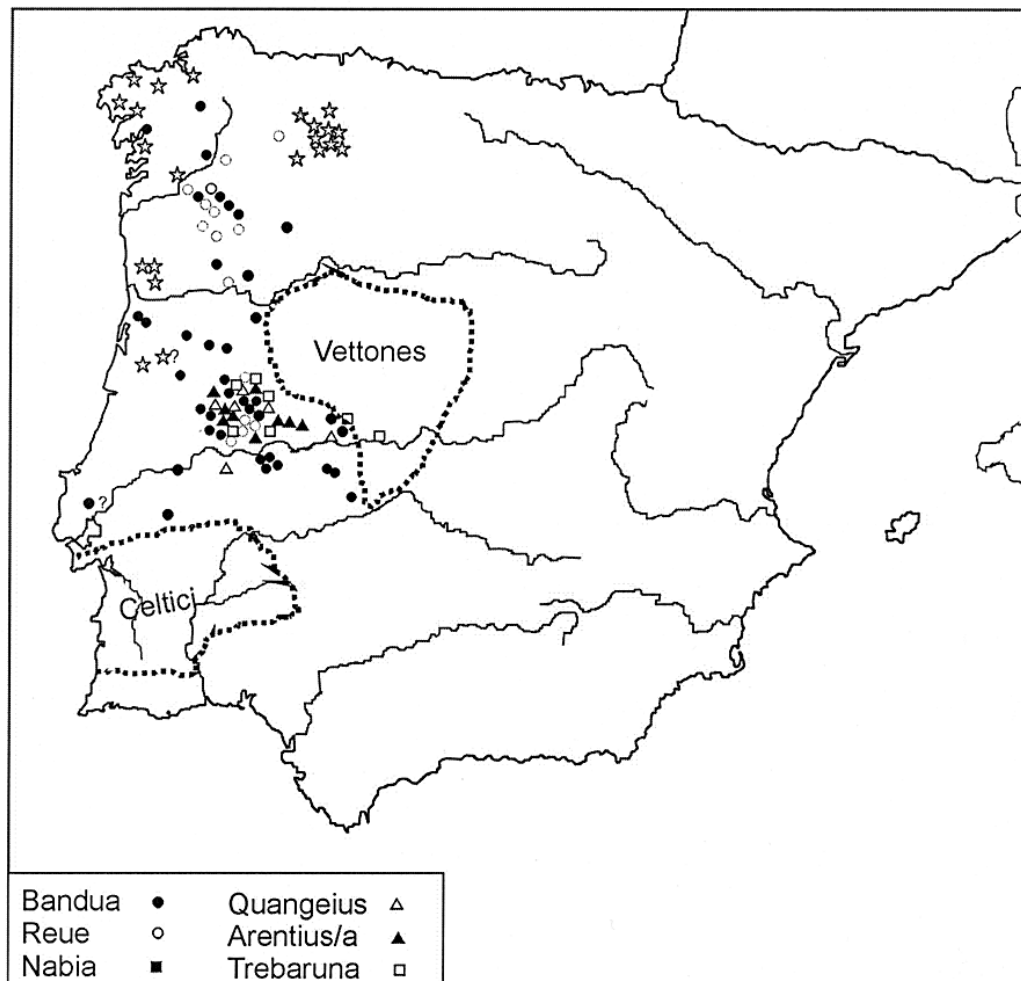 ?
Vettones
?
Celtici
Bandua
Quangeius
Reue
Arentius/a
Nabia
Trebaruna